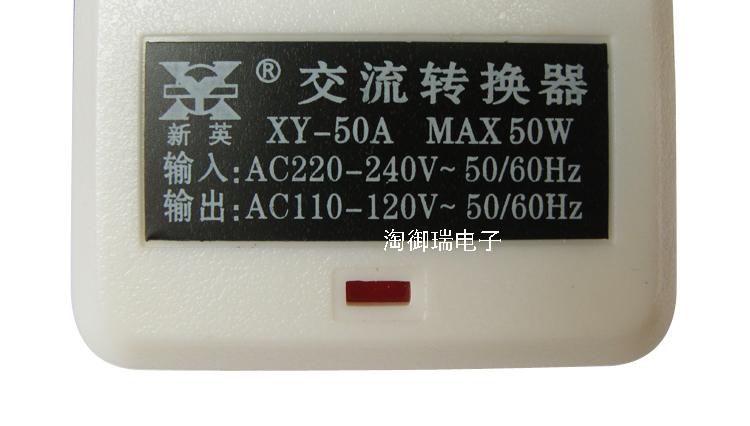 ® 交流转换器
新英 XY-50A MAX 50W
输入:AC220-240V~ 50/60Hz
输出:AC110-120V~ 50/60Hz
淘御瑞电子